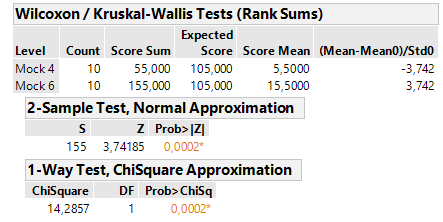 Wilcoxon / Kruskal-Wallis Tests (Rank Sums)
Expected
Level Count Score Sum Score Score Mean (Mean-Mean0)/Std0
Mock 4 10 55,000 105,000 5,5000 -3,742
Mock 6 10 155,000 105,000 15,5000 3,742
2-Sample Test, Normal Approximation
S Z Prob>|Z|
155 3,74185 0,0002*
1-Way Test, ChiSquare Approximation
ChiSquare DF Prob>ChiSq
14,2857 1 0,0002*